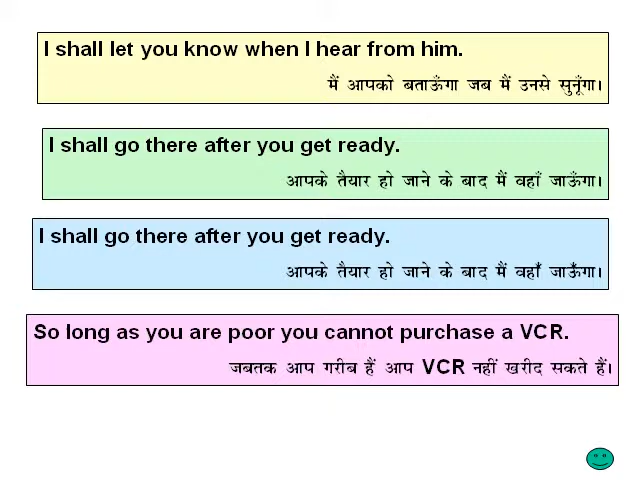 I shall let you know when I hear from him.
मैं आपको बताऊँगा जब मैं उनसे सुनूँगा।
I shall go there after you get ready.
आपके तैयार हो जाने के बाद मैं वहाँ जाऊँगा।
I shall go there after you get ready.
आपके तैयार हो जाने के बाद मैं वहाँ जाऊँगा।
So long as you are poor you cannot purchase a VCR.
जबतक आप गरीब हैं आप VCR नहीं खरीद सकते हैं।